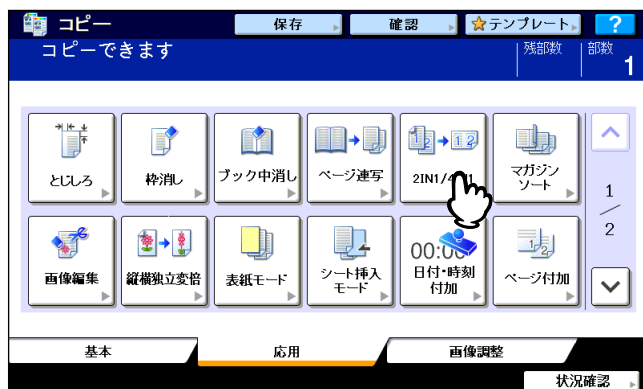 コピー
保存
確認
テンプレート
?
コピーできます
残部数
部数
1
とじしろ
枠消し
ブック中消し
ページ連写
2IN1/4
1
マガジン
ソート
画像編集
縦横独立変倍
表紙モード
シート挿入
モード
00:00
日付・時刻
付加
ページ付加
1
2
基本
応用
画像調整
状況確認